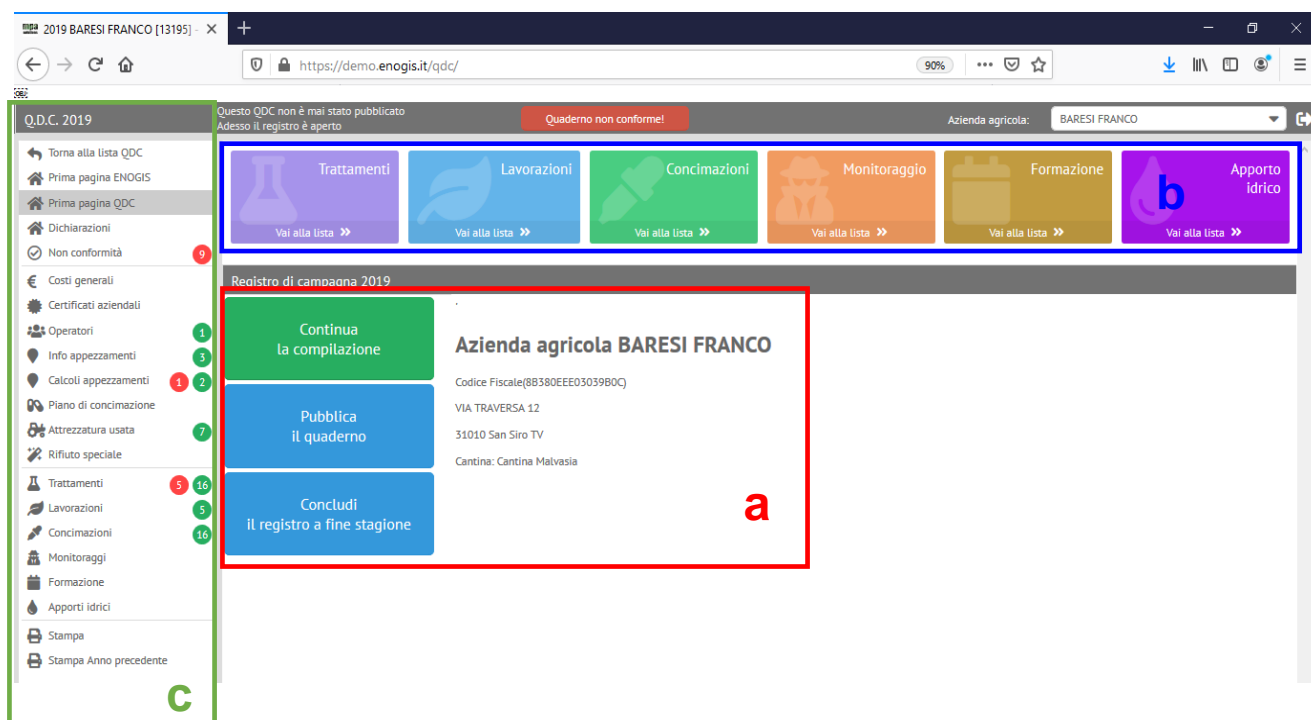 2019 BARESI FRANCO [13195] -
https://demo.enogis.it/qdc/
90%
OBJ
Q.D.C. 2019
Questo QDC non è mai stato pubblicato
Adesso il registro è aperto
Quaderno non conforme!
Azienda agricola:
BARESI FRANCO
Torna alla lista QDC
Prima pagina ENOGIS
Prima pagina QDC
Dichiarazioni
Non conformità 9
Costi generali
Certificati aziendali
Operatori 1
Info appezzamenti 3
Calcoli appezzamenti 1 2
Piano di concimazione
Attrezzatura usata 7
Rifiuto speciale
Trattamenti 5 16
Lavorazioni 5
Concimazioni 16
Monitoraggi
Formazione
Apporti idrici
Stampa
Stampa Anno precedente
c
Trattamenti
Vai alla lista
Lavorazioni
Vai alla lista
Concimazioni
Vai alla lista
Monitoraggio
Vai alla lista
Formazione
Vai alla lista
Apporto
idrico
b
Vai alla lista
Registro di campagna 2019
Continua
la compilazione
Pubblica
il quaderno
Concludi
il registro a fine stagione
.
Azienda agricola BARESI FRANCO
Codice Fiscale(8B380EEE03039B0C)
VIA TRAVERSA 12
31010 San Siro TV
Cantina: Cantina Malvasia
a